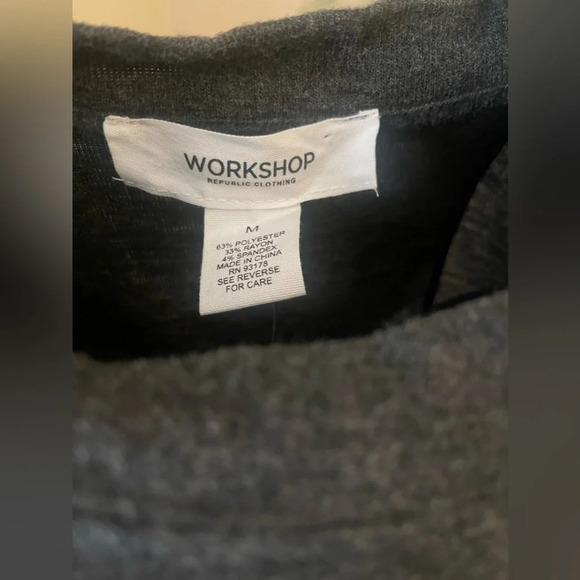 WORKSHOP
REPUBLIC CLOTHING
M
63% POLYESTER
33% RAYON
4% SPANDEX
MADE IN CHINA
RN 93178
SEE REVERSE
FOR CARE